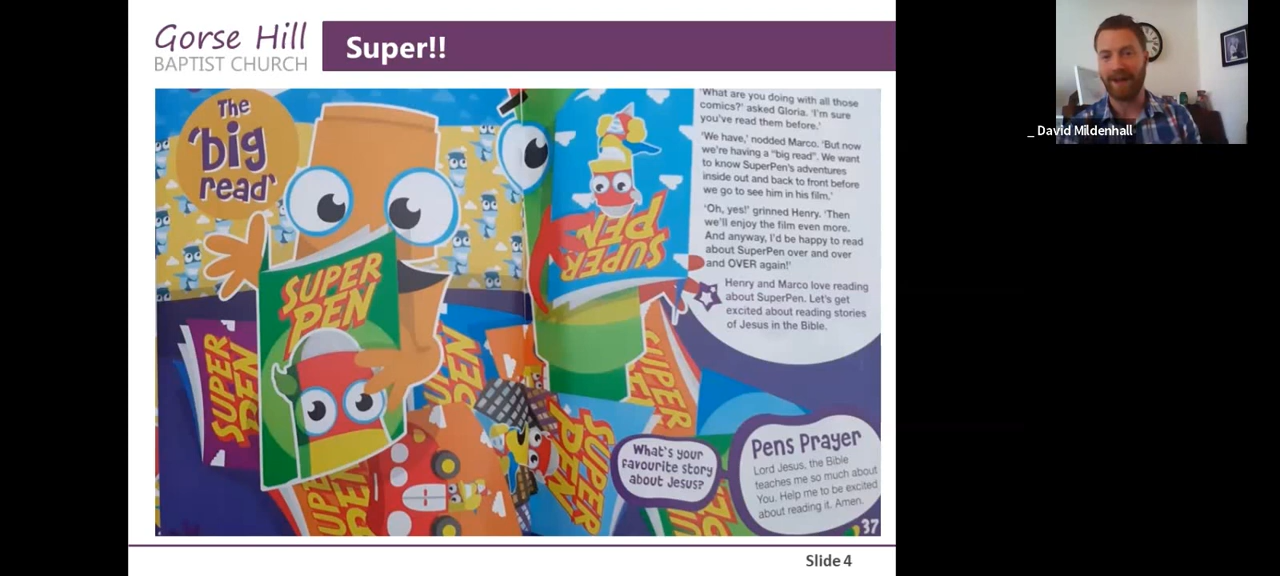 Gorse Hill
BAPTIST CHURCH
Super!!
_ David Mildenhall
The
'big
read'
SUPER
PEN
SUPER
PEN
SUPER
PEN
'What are you doing with all those
comics?' asked Gloria. 'I'm sure
you've read them before.'
'We have,' nodded Marco. 'But now
we're having a "big read". We want
to know SuperPen's adventures
inside out and back to front before
we go to see him in his film.'
'Oh, yes!' grinned Henry. 'Then
we'll enjoy the film even more.
And anyway, I'd be happy to read
about SuperPen over and over
and OVER again!'
Henry and Marco love reading
about SuperPen. Let's get
excited about reading stories
of Jesus in the Bible.
SUPER
SUPER
PEN
What's your
favourite story
about Jesus?
Pens Prayer
Lord Jesus, the Bible
teaches me so much about
You. Help me to be excited
about reading it. Amen.
37
Slide 4